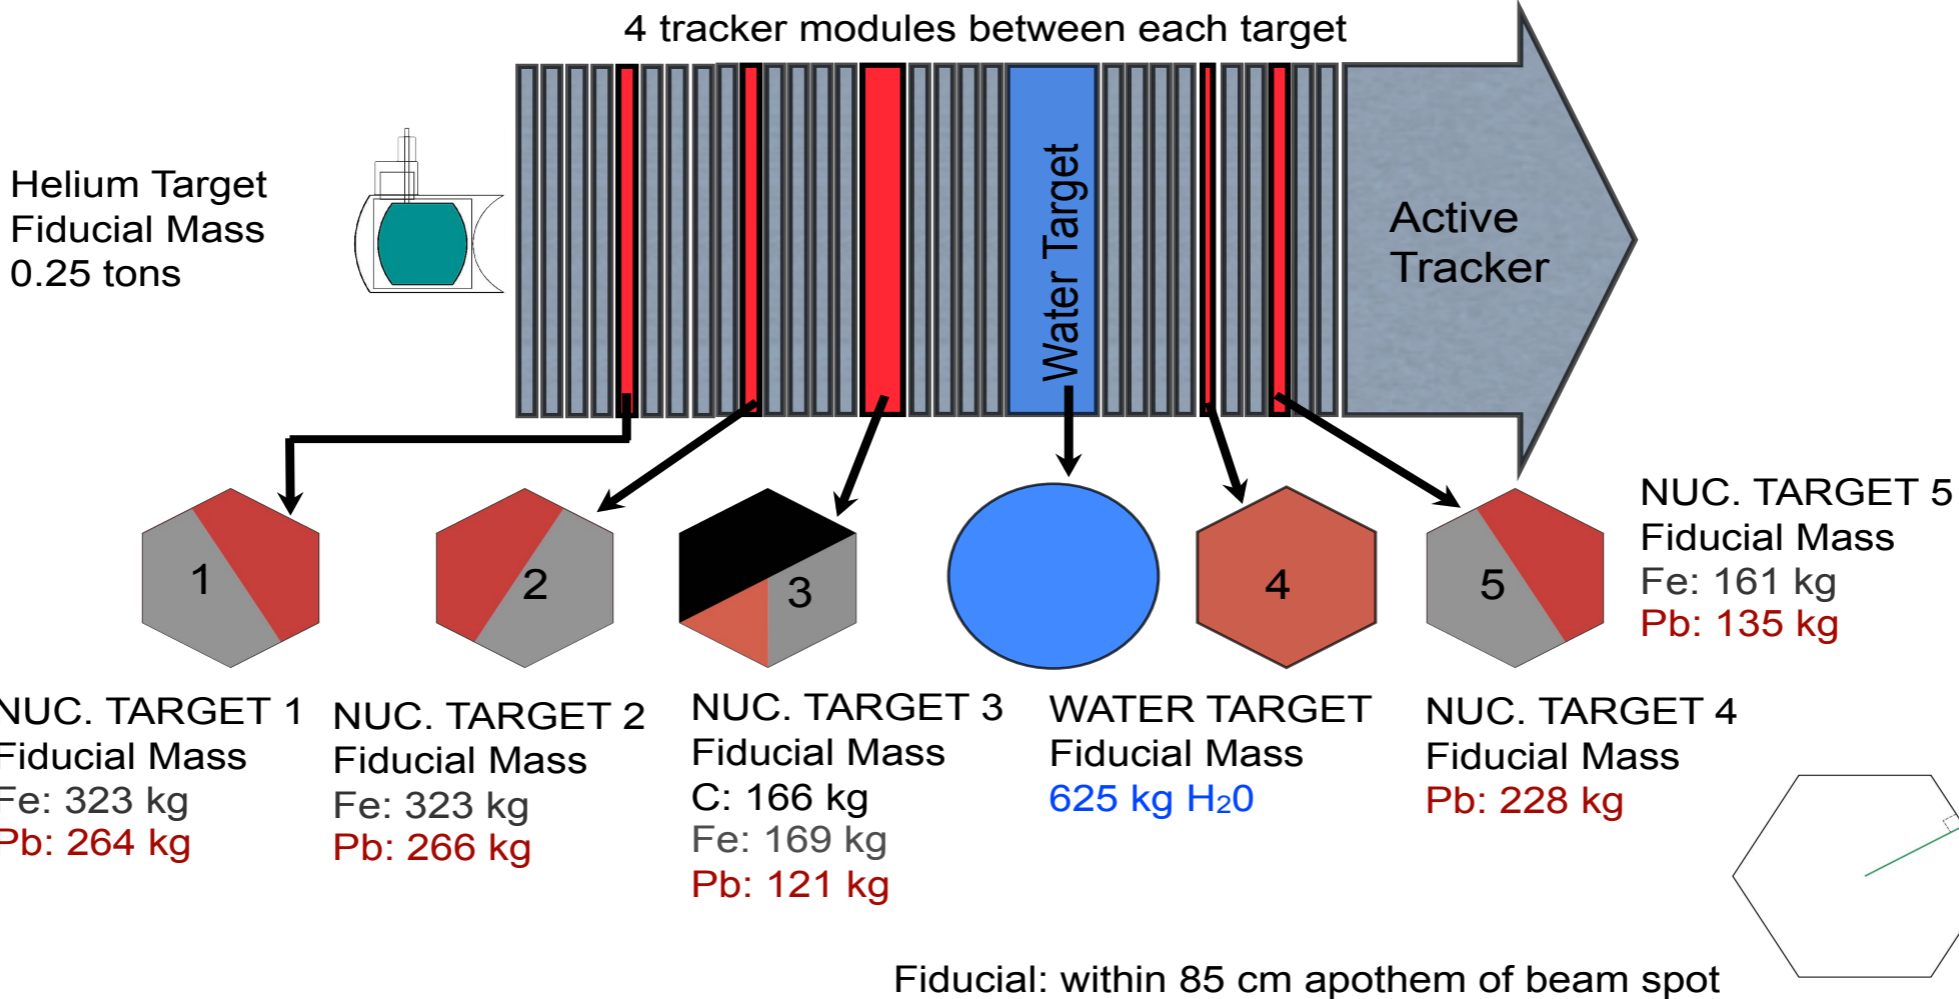 4 tracker modules between each target
Helium Target
Fiducial Mass
0.25 tons
Water Target
Active
Tracker
1
2
3
4
5
NUC. TARGET 5
Fiducial Mass
Fe: 161 kg
Pb: 135 kg
NUC. TARGET 1
Fiducial Mass
Fe: 323 kg
Pb: 264 kg
NUC. TARGET 2
Fiducial Mass
Fe: 323 kg
Pb: 266 kg
NUC. TARGET 3
Fiducial Mass
C: 166 kg
Fe: 169 kg
Pb: 121 kg
WATER TARGET
Fiducial Mass
625 kg H₂0
NUC. TARGET 4
Fiducial Mass
Pb: 228 kg
Fiducial: within 85 cm apothem of beam spot